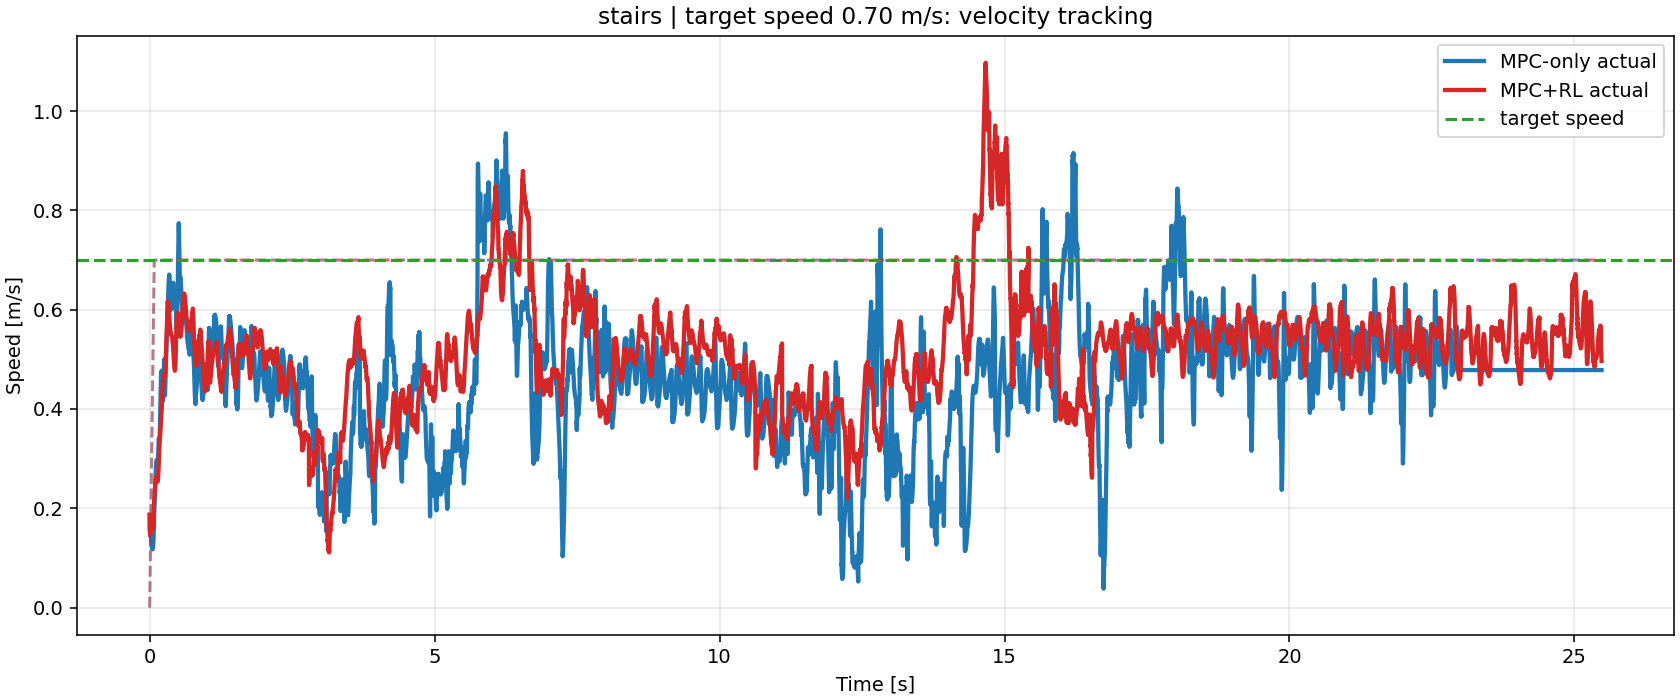 stairs | target speed 0.70 m/s: velocity tracking
MPC-only actual
MPC+RL actual
target speed
Speed [m/s]
1.0
0.8
0.6
0.4
0.2
0.0
0 5 10 15 20 25
Time [s]